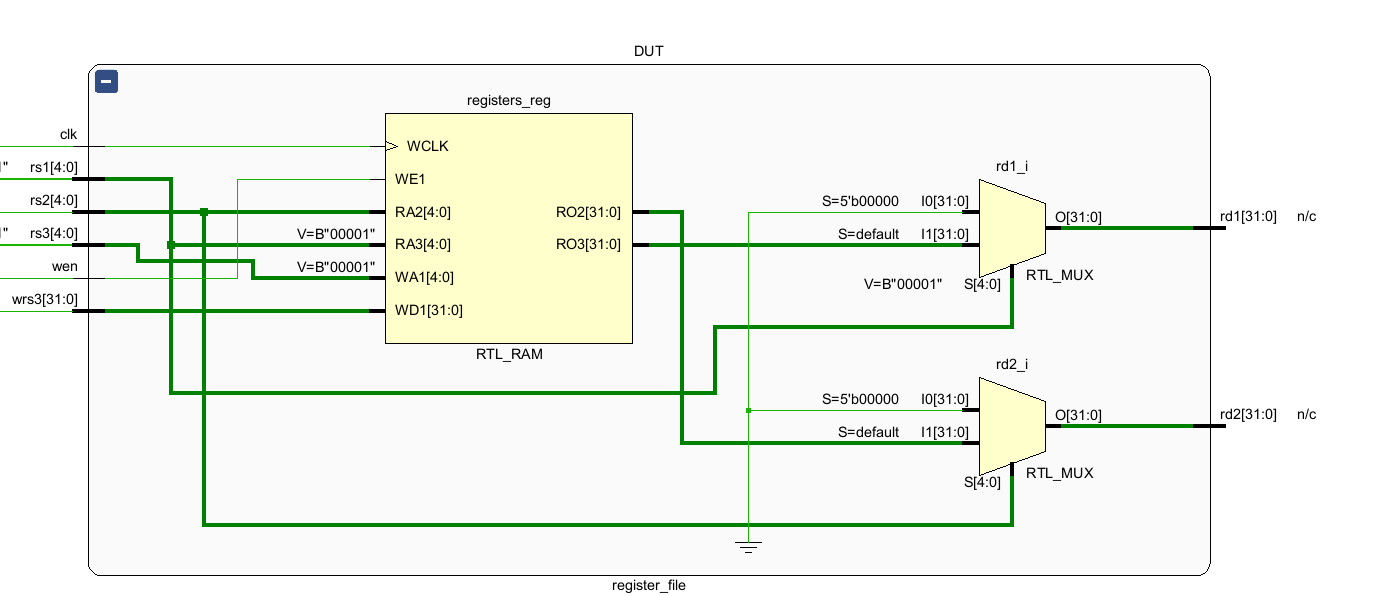 DUT
registers_reg
clk
WCLK
1" rs1[4:0]
WE1
rd1_i
rs2[4:0]
RA2[4:0]
RO2[31:0]
S=5'b00000 I0[31:0]
O[31:0]
rd1[31:0] n/c
1" rs3[4:0]
V=B"00001"
RA3[4:0]
RO3[31:0]
S=default I1[31:0]
wen
V=B"00001"
WA1[4:0]
V=B"00001" S[4:0]
RTL_MUX
wrs3[31:0]
WD1[31:0]
RTL_RAM
rd2_i
S=5'b00000 I0[31:0]
O[31:0]
rd2[31:0] n/c
S=default I1[31:0]
S[4:0]
RTL_MUX
register_file